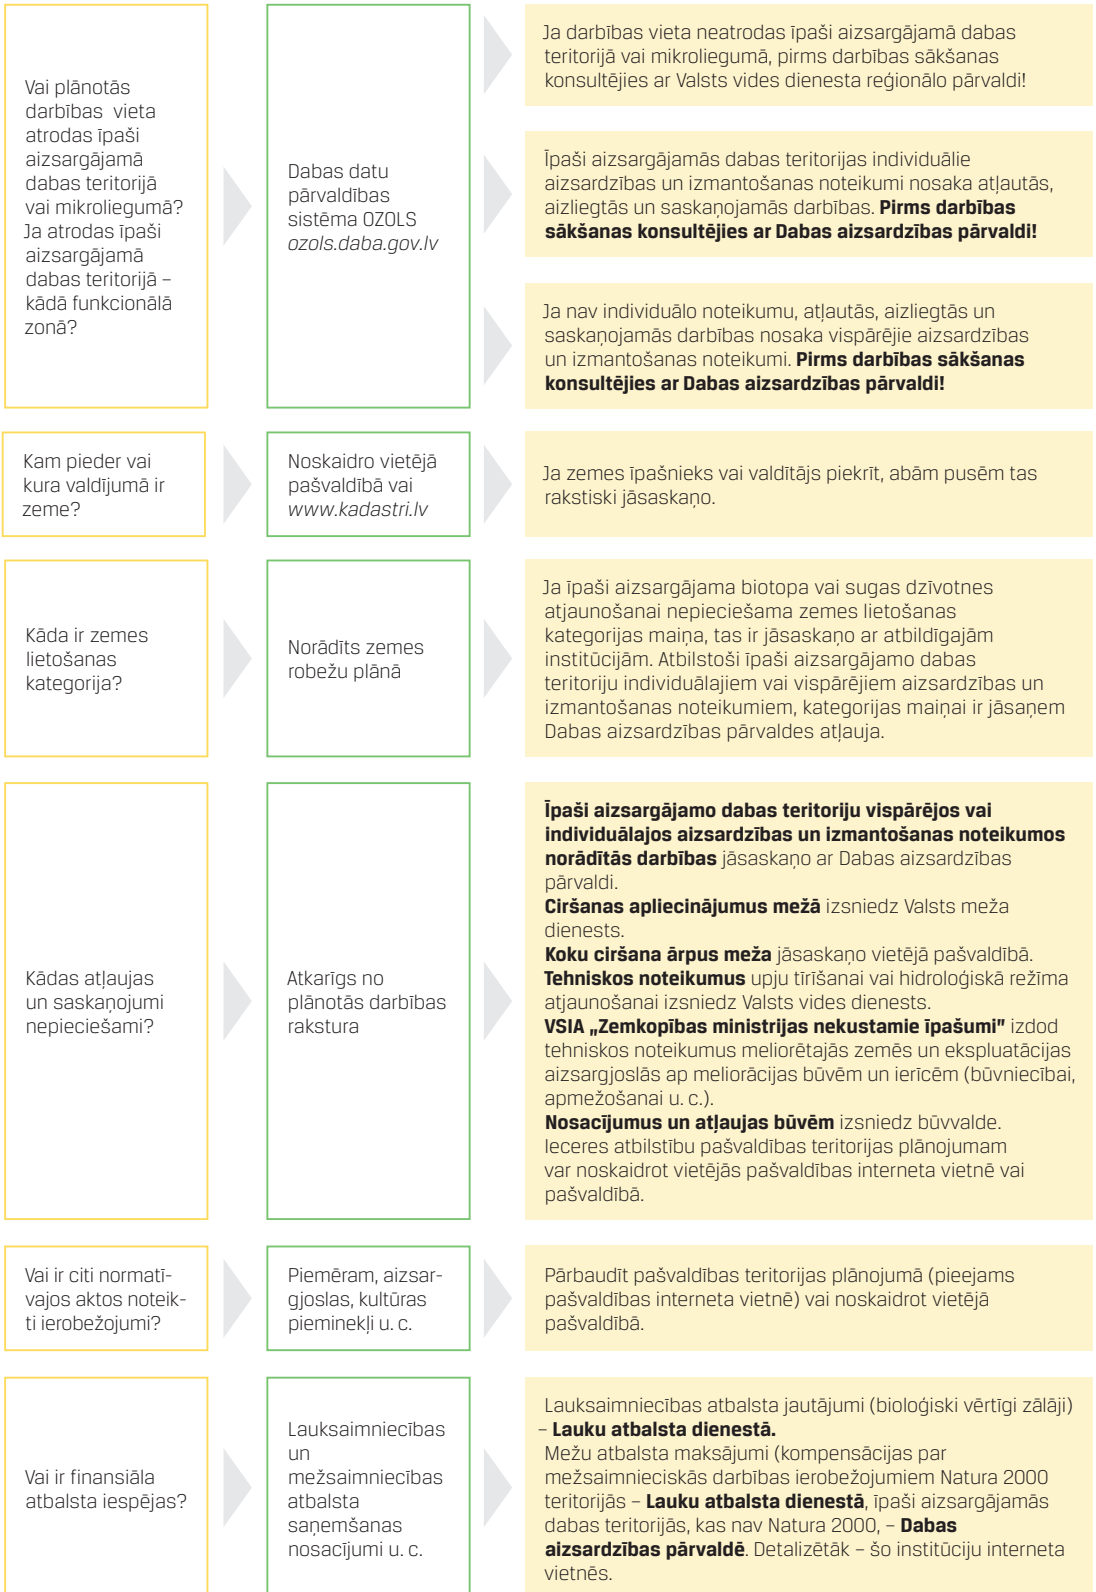 Vai plānotās
darbības vieta
atrodas īpaši
aizsargājamā
dabas teritorijā
vai mikroliegumā?
Ja atrodas īpaši
aizsargājamā
dabas teritorijā –
kādā funkcionālā
zonā?
Dabas datu
pārvaldības
sistēma OZOLS
ozols.daba.gov.lv
Ja darbības vieta neatrodas īpaši aizsargājamā dabas
teritorijā vai mikroliegumā, pirms darbības sākšanas
konsultējies ar Valsts vides dienesta reģionālo pārvaldi!
Īpaši aizsargājamās dabas teritorijas individuālie
aizsardzības un izmantošanas noteikumi nosaka atļautās,
aizliegtās un saskaņojamās darbības. Pirms darbības
sākšanas konsultējies ar Dabas aizsardzības pārvaldi!
Ja nav individuālo noteikumu, atļautās, aizliegtās un
saskaņojamās darbības nosaka vispārējie aizsardzības
un izmantošanas noteikumi. Pirms darbības sākšanas
konsultējies ar Dabas aizsardzības pārvaldi!
Kam pieder vai
kura valdījumā ir
zeme?
Noskaidro vietējā
pašvaldībā vai
www.kadastri.lv
Ja zemes īpašnieks vai valdītājs piekrīt, abām pusēm tas
rakstiski jāsaskaņo.
Kāda ir zemes
lietošanas
kategorija?
Norādīts zemes
robežu plānā
Ja īpaši aizsargājama biotopa vai sugas dzīvotnes
atjaunošanai nepieciešama zemes lietošanas
kategorijas maiņa, tas ir jāsaskaņo ar atbildīgajām
institūcijām. Atbilstoši īpaši aizsargājamo dabas
teritoriju individuālajiem vai vispārējiem aizsardzības un
izmantošanas noteikumiem, kategorijas maiņai ir jāsaņem
Dabas aizsardzības pārvaldes atļauja.
Kādas atļaujas
un saskaņojumi
nepieciešami?
Atkarīgs no
plānotās darbības
rakstura
Īpaši aizsargājamo dabas teritoriju vispārējos vai
individuālajos aizsardzības un izmantošanas noteikumos
norādītās darbības jāsaskaņo ar Dabas aizsardzības
pārvaldi.
Ciršanas apliecinājumus mežā izsniedz Valsts meža
dienests.
Koku ciršana ārpus meža jāsaskaņo vietējā pašvaldībā.
Tehniskos noteikumus upju tīrīšanai vai hidroloģiskā režīma
atjaunošanai izsniedz Valsts vides dienests.
VSIA „Zemkopības ministrijas nekustamie īpašumi” izdod
tehniskos noteikumus meliorētajās zemēs un ekspluatācijas
aizsargjoslās ap meliorācijas būvēm un ierīcēm (būvniecībai,
apmežošanai u. c.).
Nosacījumus un atļaujas būvēm izsniedz būvvalde.
Ieceres atbilstību pašvaldības teritorijas plānojumam
var noskaidrot vietējās pašvaldības interneta vietnē vai
pašvaldībā.
Vai ir citi normatī-
vajos aktos noteik-
ti ierobežojumi?
Piemēram, aizsar-
gjoslas, kultūras
pieminekļi u. c.
Pārbaudīt pašvaldības teritorijas plānojumā (pieejams
pašvaldības interneta vietnē) vai noskaidrot vietējā
pašvaldībā.
Vai ir finansiāla
atbalsta iespējas?
Lauksaimniecības
un
mežsaimniecības
atbalsta
saņemšanas
nosacījumi u. c.
Lauksaimniecības atbalsta jautājumi (bioloģiski vērtīgi zālāji)
– Lauku atbalsta dienestā.
Mežu atbalsta maksājumi (kompensācijas par
mežsaimnieciskās darbības ierobežojumiem Natura 2000
teritorijās – Lauku atbalsta dienestā, īpaši aizsargājamās
dabas teritorijās, kas nav Natura 2000, – Dabas
aizsardzības pārvaldē. Detalizētāk – šo institūciju interneta
vietnēs.